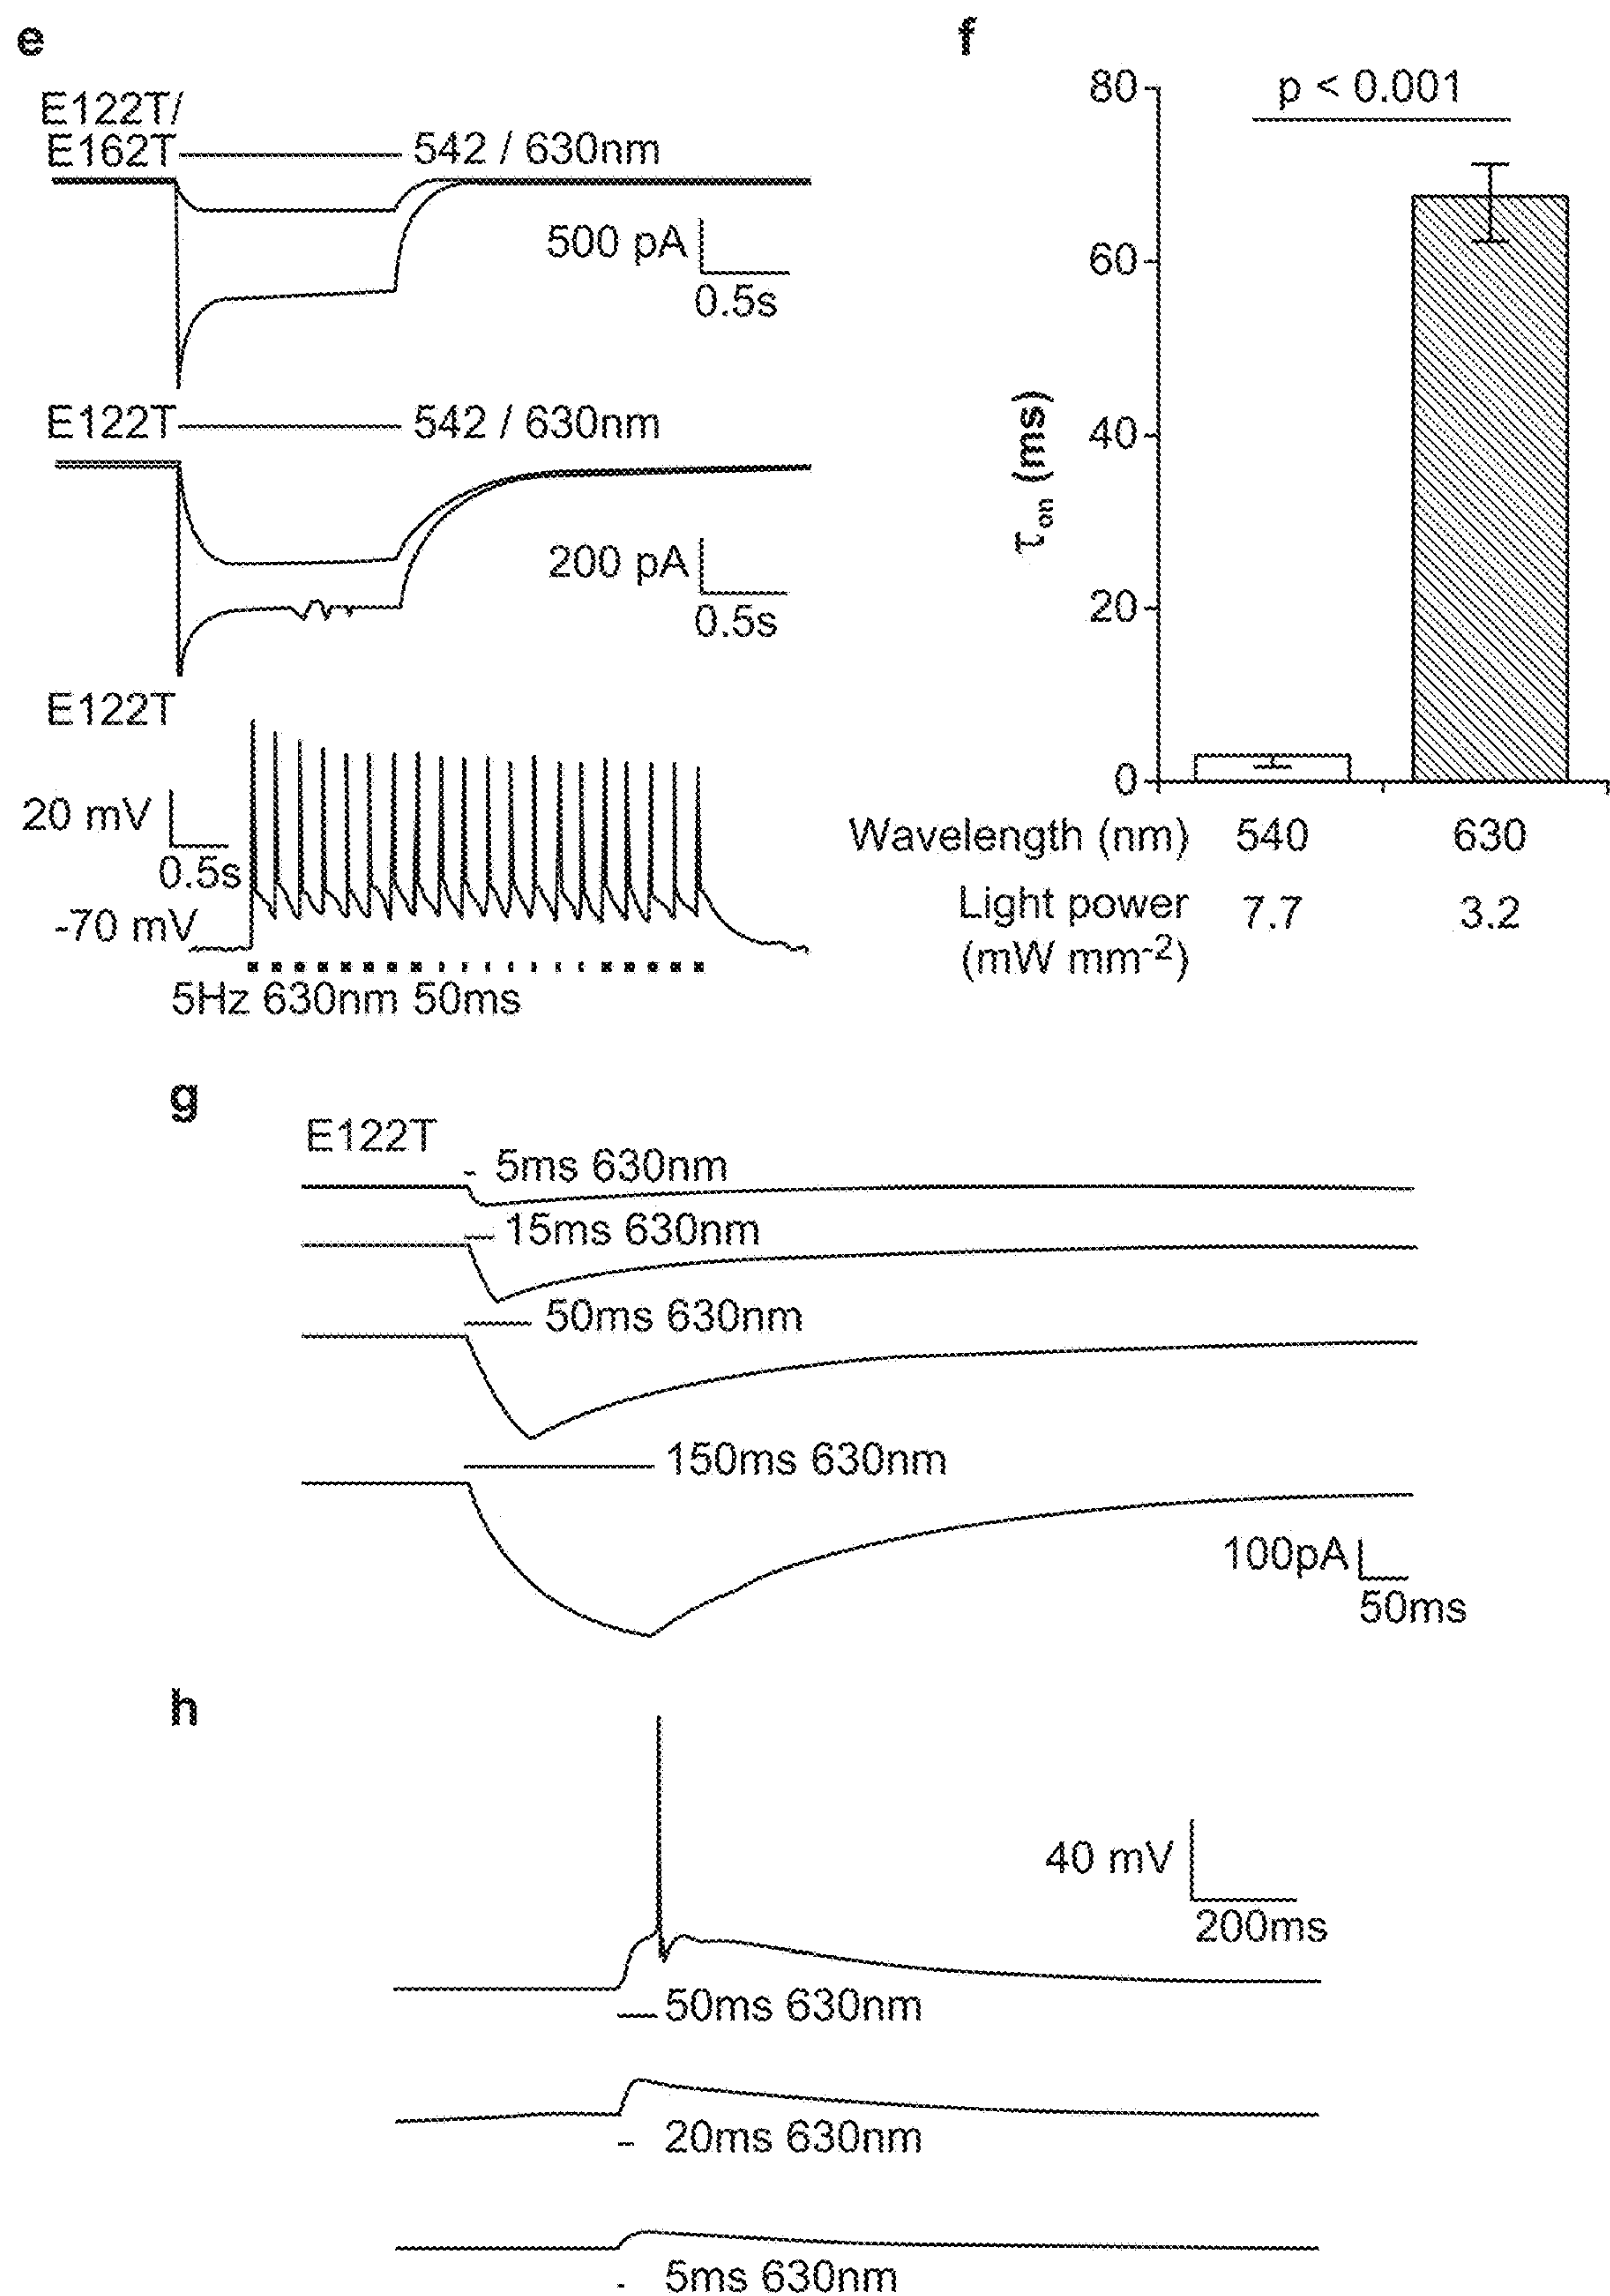 e
E122T/
E162T
542 / 630nm
500 pA
0.5s
E122T
542 / 630nm
200 pA
0.5s
E122T
20 mV
0.5s
-70 mV
5Hz 630nm 50ms
f
80
p < 0.001
60
40
20
0
τon (ms)
Wavelength (nm) 540 630
Light power 7.7 3.2
(mW mm-2)
g
E122T
5ms 630nm
15ms 630nm
50ms 630nm
150ms 630nm
100pA
50ms
h
40 mV
200ms
50ms 630nm
20ms 630nm
5ms 630nm